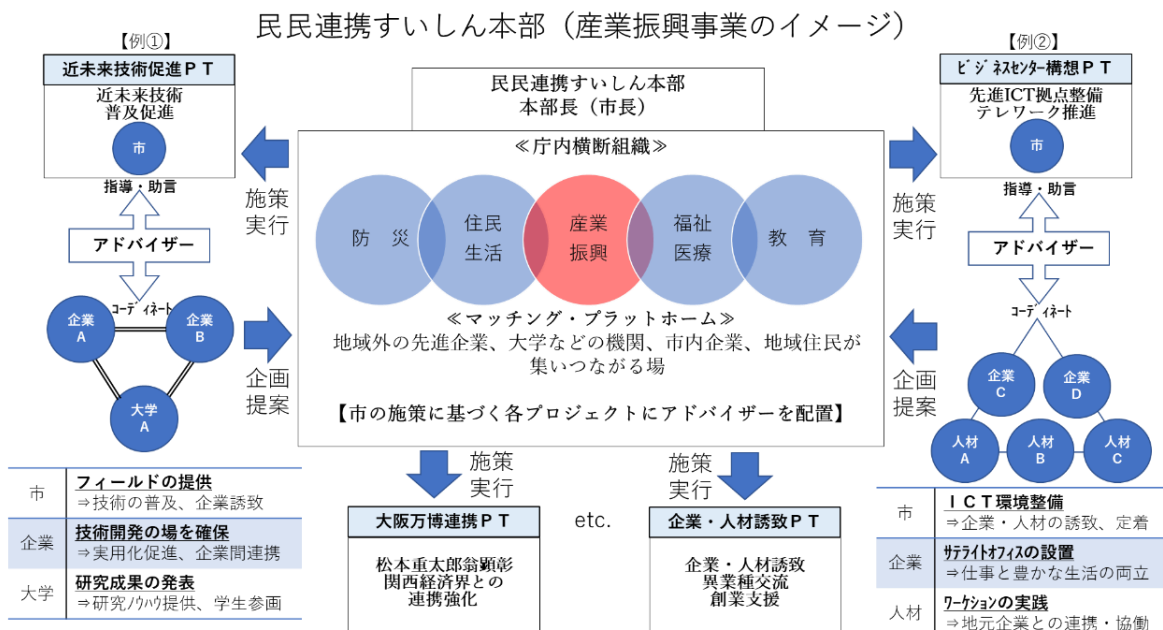 民民連携すいしん本部（産業振興事業のイメージ）
【例①】
近未来技術促進ＰＴ
近未来技術
普及促進
市
指導・助言
アドバイザー
ｺｰﾃﾞｨﾈｰﾄ
企業
A
企業
B
大学
A
施策
実行
企画
提案
市
フィールドの提供
⇒技術の普及、企業誘致
企業
技術開発の場を確保
⇒実用化促進、企業間連携
大学
研究成果の発表
⇒研究ﾉｳﾊｳ提供、学生参画
民民連携すいしん本部
本部長（市長）
≪庁内横断組織≫
防　災
住民
生活
産業
振興
福祉
医療
教　育
≪マッチング・プラットホーム≫
地域外の先進企業、大学などの機関、市内企業、地域住民が
集いつながる場
【市の施策に基づく各プロジェクトにアドバイザーを配置】
施策
実行
施策
実行
大阪万博連携ＰＴ
松本重太郎翁顕彰
関西経済界との
連携強化
etc.
企業・人材誘致ＰＴ
企業・人材誘致
異業種交流
創業支援
【例②】
ﾋﾞｼﾞﾈｽｾﾝﾀｰ構想ＰＴ
先進ICT拠点整備
テレワーク推進
市
指導・助言
アドバイザー
ｺｰﾃﾞｨﾈｰﾄ
施策
実行
企画
提案
企業
C
企業
D
人材
A
人材
B
人材
C
市
ＩＣＴ環境整備
⇒企業・人材の誘致、定着
企業
ｻﾃﾗｲﾄオフィスの設置
⇒仕事と豊かな生活の両立
人材
ﾜｰｹｼｮﾝの実践
⇒地元企業との連携・協働